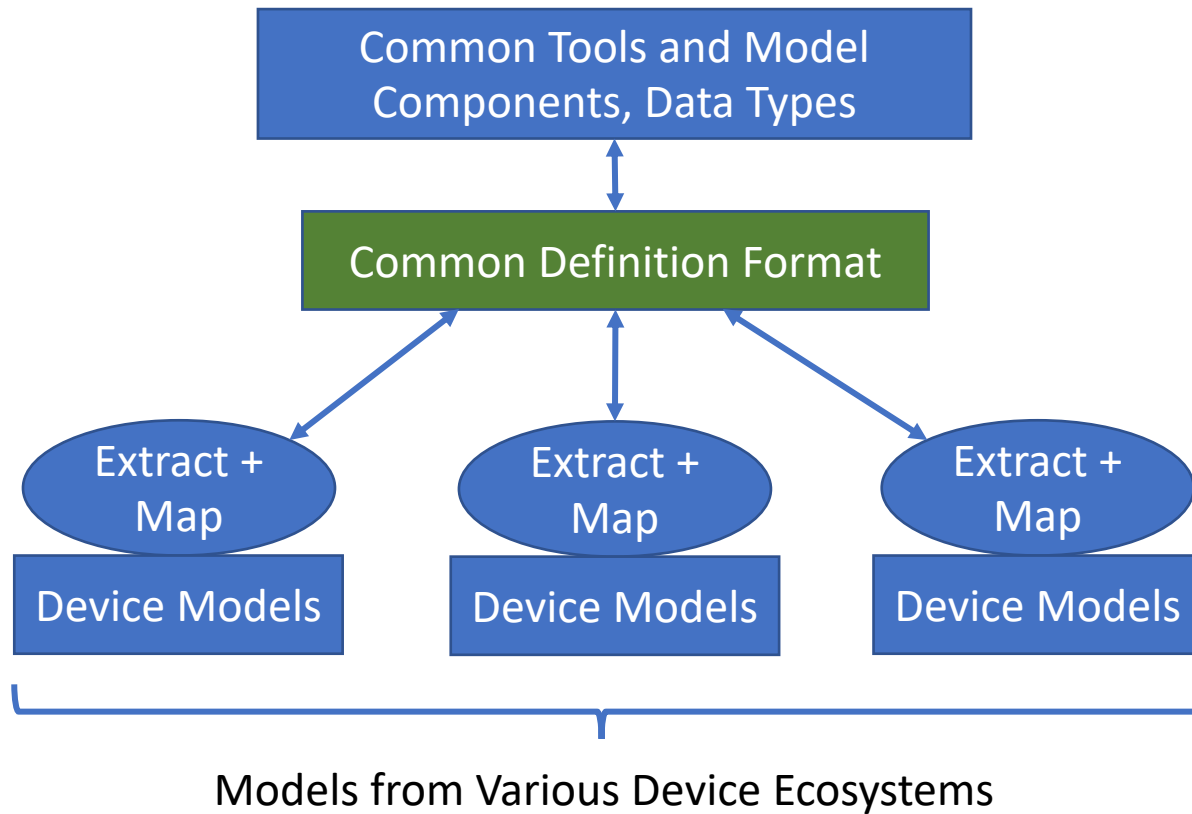 Common Tools and Model
Components, Data Types
Common Definition Format
Extract +
Map
Extract +
Map
Extract +
Map
Device Models
Device Models
Device Models
Models from Various Device Ecosystems